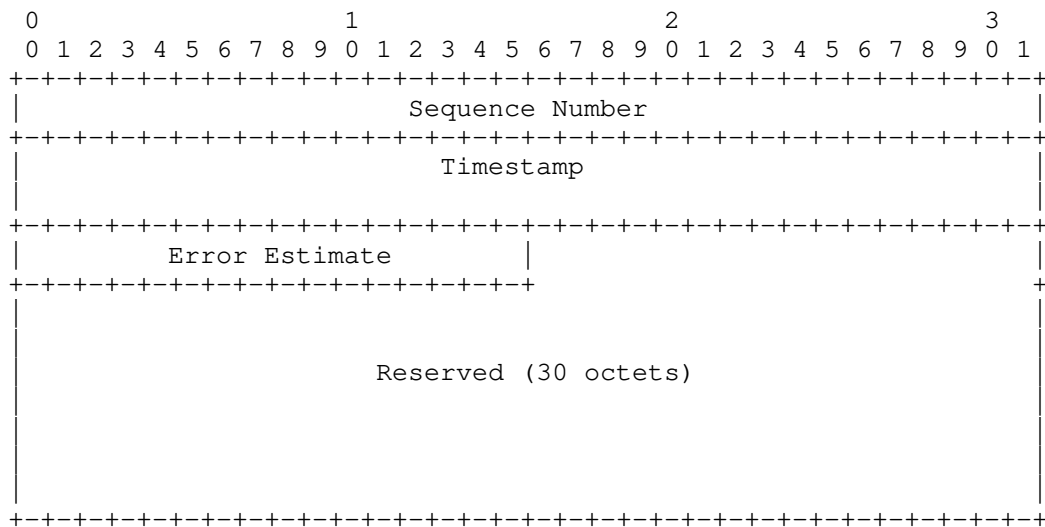 0                   1                   2                   3
0 1 2 3 4 5 6 7 8 9 0 1 2 3 4 5 6 7 8 9 0 1 2 3 4 5 6 7 8 9 0 1
+-+-+-+-+-+-+-+-+-+-+-+-+-+-+-+-+-+-+-+-+-+-+-+-+-+-+-+-+-+-+-+-+
|                        Sequence Number                        |
+-+-+-+-+-+-+-+-+-+-+-+-+-+-+-+-+-+-+-+-+-+-+-+-+-+-+-+-+-+-+-+-+
|                          Timestamp                            |
|                                                               |
+-+-+-+-+-+-+-+-+-+-+-+-+-+-+-+-+-+-+-+-+-+-+-+-+-+-+-+-+-+-+-+-+
|         Error Estimate        |                               |
+-+-+-+-+-+-+-+-+-+-+-+-+-+-+-+-+                               +
|                                                               |
|                                                               |
|                      Reserved (30 octets)                     |
|                                                               |
|                                                               |
|                                                               |
|                                                               |
+-+-+-+-+-+-+-+-+-+-+-+-+-+-+-+-+-+-+-+-+-+-+-+-+-+-+-+-+-+-+-+-+